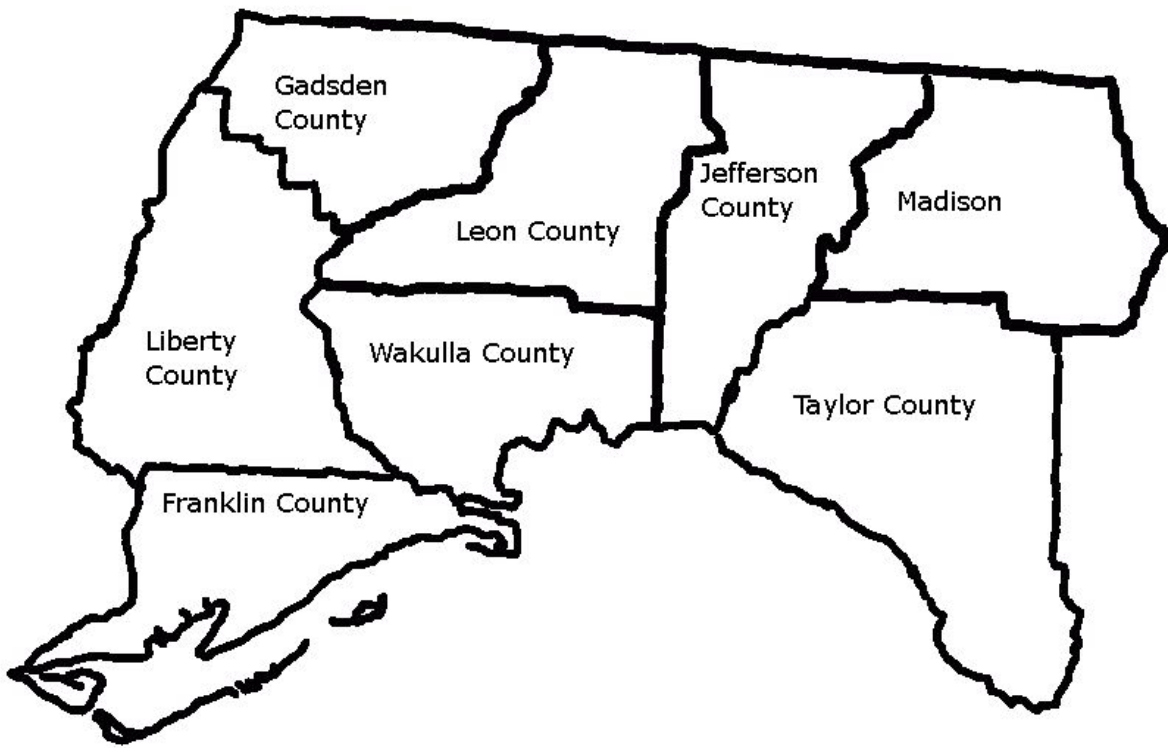 Gadsden
County
Jefferson
County
Madison
Leon County
Liberty
County
Wakulla County
Taylor County
Franklin County